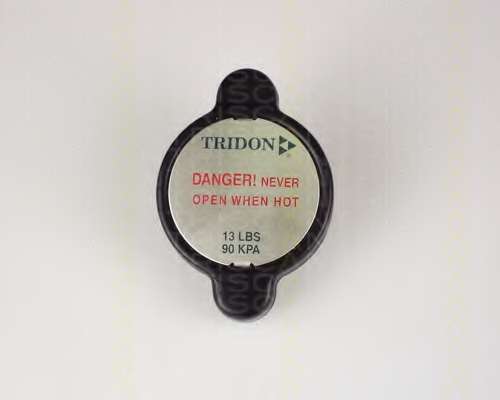 TRIDON
DANGER! NEVER
OPEN WHEN HOT
13 LBS
90 KPA